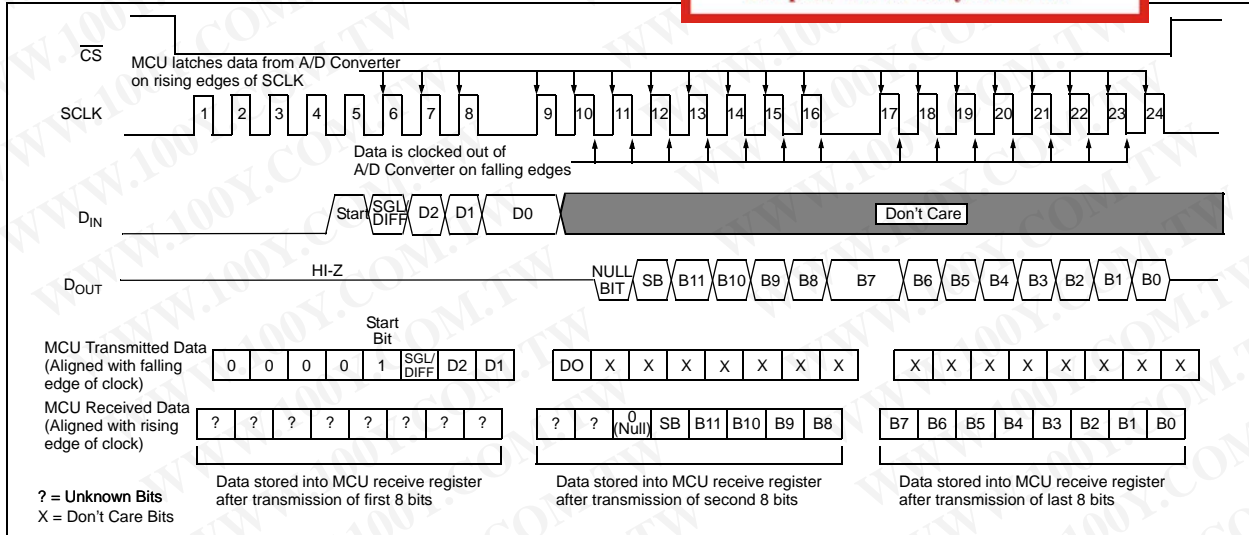 CS
MCU latches data from A/D Converter
on rising edges of SCLK
SCLK
1 2 3 4 5 6 7 8 9 10 11 12 13 14 15 16 17 18 19 20 21 22 23 24
Data is clocked out of
A/D Converter on falling edges
DIN
Start SGL/DIFF D2 D1 D0 Don't Care
HI-Z
DOUT
NULL BIT SB B11 B10 B9 B8 B7 B6 B5 B4 B3 B2 B1 B0
Start
Bit
MCU Transmitted Data
(Aligned with falling
edge of clock)
0 0 0 0 1 SGL/DIFF D2 D1 DO X X X X X X X X X X X X X X X
MCU Received Data
(Aligned with rising
edge of clock)
? ? ? ? ? ? ? ? ? ? 0 (Null) SB B11 B10 B9 B8 B7 B6 B5 B4 B3 B2 B1 B0
Data stored into MCU receive register
after transmission of first 8 bits
Data stored into MCU receive register
after transmission of second 8 bits
Data stored into MCU receive register
after transmission of last 8 bits
? = Unknown Bits
X = Don't Care Bits
WWW.100Y.COM.TW